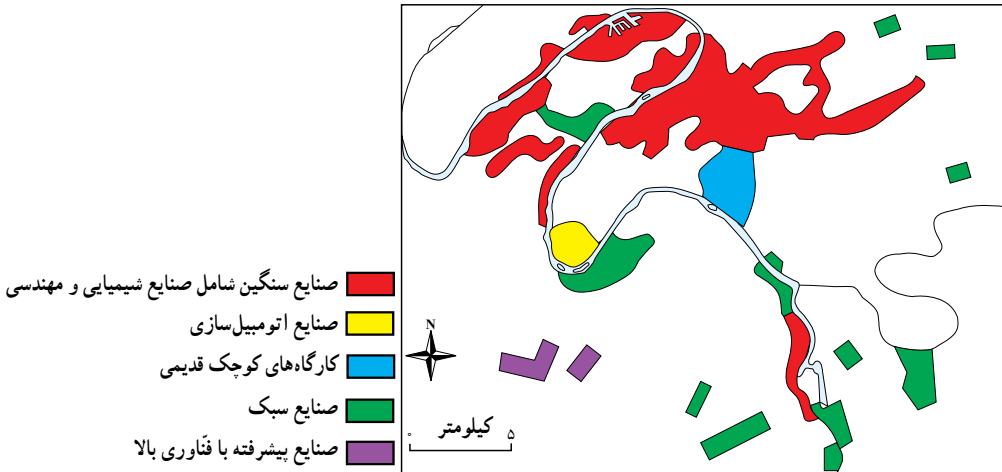 صنایع سنگین شامل صنایع شیمیایی و مهندسی
صنایع اتومبیل‌سازی
کارگاه‌های کوچک قدیمی
صنایع سبک
صنایع پیشرفته با فنّاوری بالا
N
کیلومتر
۰ ۵